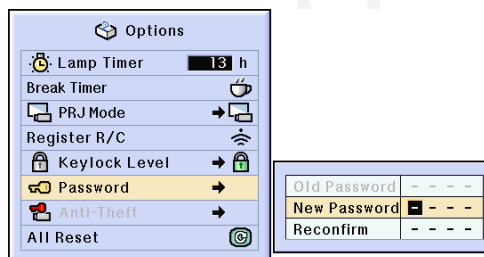 Options
Lamp Timer 13 h
Break Timer
PRJ Mode
Register R/C
Keylock Level
Password
Anti-Theft
All Reset
Old Password - - - -
New Password - - - -
Reconfirm - - - -